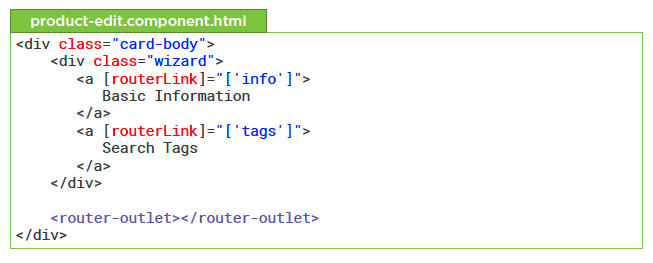 product-edit.component.html
<div class="card-body">
    <div class="wizard">
       <a [routerLink]="['info']">
          Basic Information
       </a>
       <a [routerLink]="['tags']">
          Search Tags
       </a>
    </div>

    <router-outlet></router-outlet>
</div>